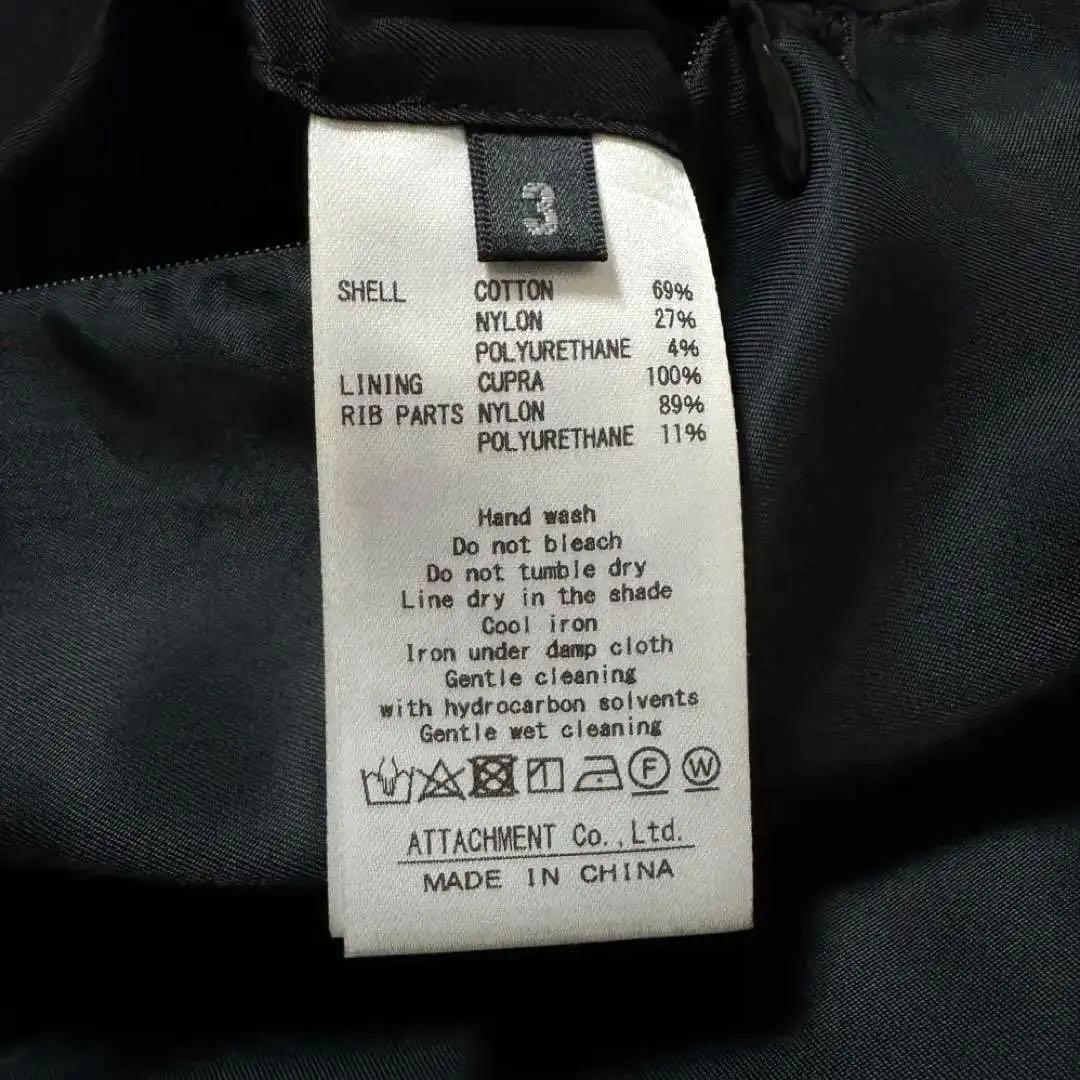 3
SHELL COTTON 69%
NYLON 27%
POLYURETHANE 4%
LINING CUPRA 100%
RIB PARTS NYLON 89%
POLYURETHANE 11%
Hand wash
Do not bleach
Do not tumble dry
Line dry in the shade
Cool iron
Iron under damp cloth
Gentle cleaning
with hydrocarbon solvents
Gentle wet cleaning
F W
ATTACHMENT Co.,Ltd.
MADE IN CHINA